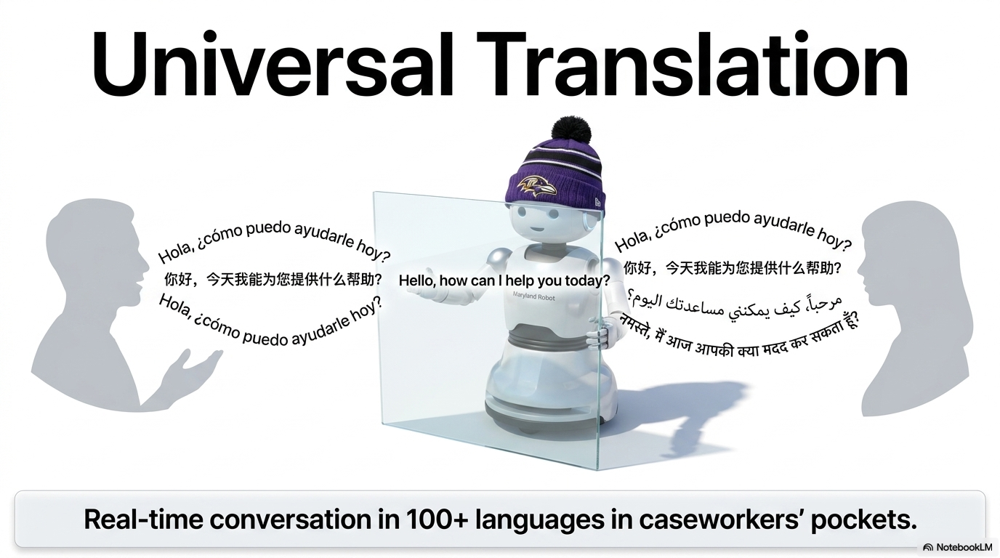 Universal Translation
Hola, ¿cómo puedo ayudarle hoy?
你好，今天我能为您提供什么帮助？
Hola, ¿cómo puedo ayudarle hoy?
Hello, how can I help you today?
Maryland Robot
Hola, ¿cómo puedo ayudarle hoy?
你好，今天我能为您提供什么帮助？
مرحباً، كيف يمكنني مساعدتك اليوم؟
नमस्ते, मैं आज आपकी क्या मदद कर सकता हूँ?
Real-time conversation in 100+ languages in caseworkers’ pockets.
NotebookLM